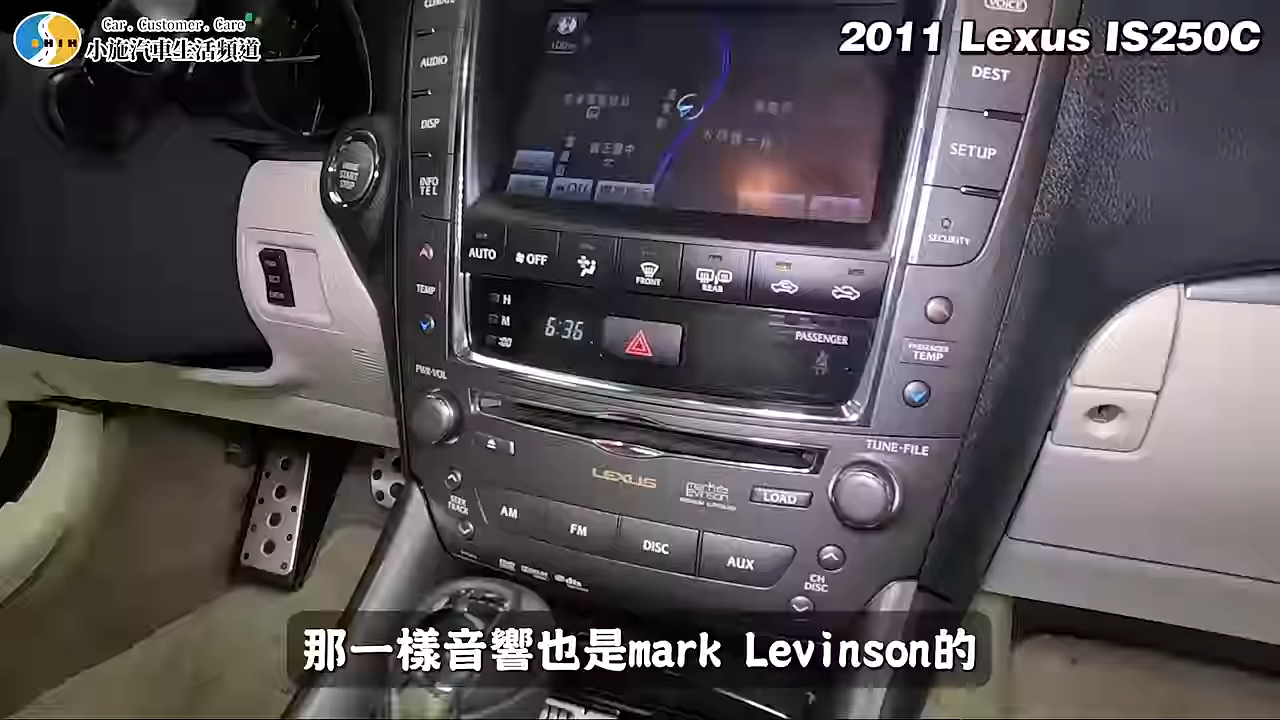 Car . Customer . Care
SHIH
小施汽車生活頻道
2011 Lexus IS250C
CLIMATE
AUDIO
DISP
INFO
TEL
VOICE
DEST
SETUP
SECURITY
START
STOP
OFF
AUTO
OFF
FRONT
REAR
TEMP
H
M
:00
6:36
PASSENGER
PASSENGER
TEMP
PWR·VOL
TUNE·FILE
LEXUS
mark
levinson
LOAD
SEEK
TRACK
AM
FM
DISC
AUX
CH
DISC
那一樣音響也是mark Levinson的